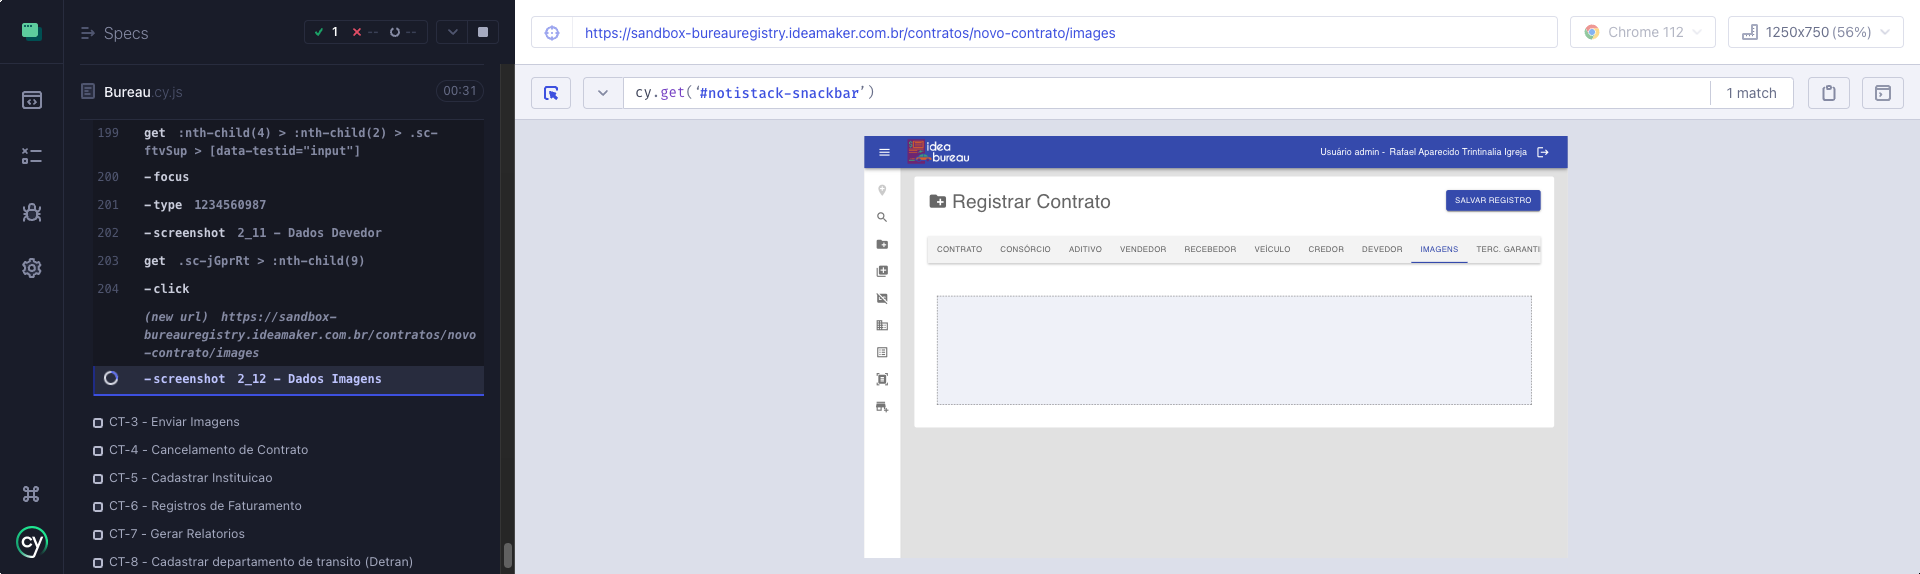 Specs
1 -- --
Bureau.cy.js 00:31
199 get :nth-child(4) > :nth-child(2) > .sc-
ftvSup > [data-testid="input"]
200 -focus
201 -type 1234560987
202 -screenshot 2_11 - Dados Devedor
203 get .sc-jGprRt > :nth-child(9)
204 -click
(new url) https://sandbox-
bureauregistry.ideamaker.com.br/contratos/novo
-contrato/images
-screenshot 2_12 - Dados Imagens
CT-3 - Enviar Imagens
CT-4 - Cancelamento de Contrato
CT-5 - Cadastrar Instituicao
CT-6 - Registros de Faturamento
CT-7 - Gerar Relatorios
CT-8 - Cadastrar departamento de transito (Detran)
cy
https://sandbox-bureauregistry.ideamaker.com.br/contratos/novo-contrato/images
Chrome 112
1250x750 (56%)
cy.get('#notistack-snackbar')
1 match
idea
bureau
Usuário admin - Rafael Aparecido Trintinalia Igreja
Registrar Contrato
SALVAR REGISTRO
CONTRATO CONSÓRCIO ADITIVO VENDEDOR RECEBEDOR VEÍCULO CREDOR DEVEDOR IMAGENS TERC. GARANTI